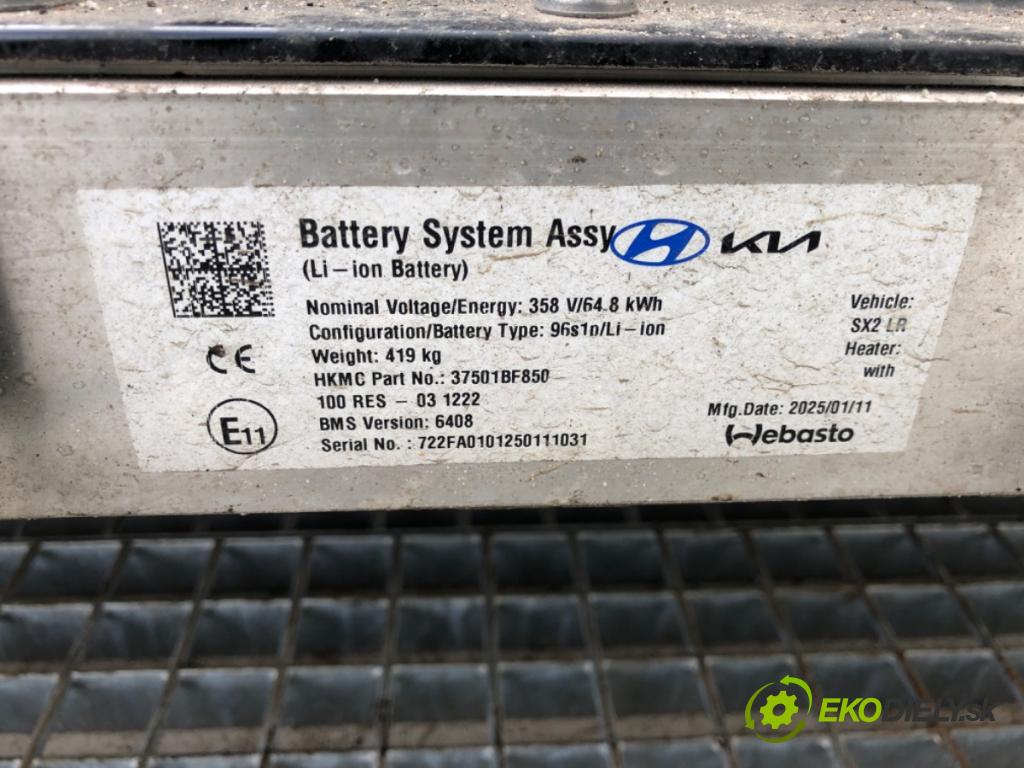 Battery System Assy
KIA
(Li-ion Battery)
Nominal Voltage/Energy: 358 V/64.8 kWh
Configuration/Battery Type: 96s1p/Li-ion
Weight: 419 kg
HKMC Part No.: 37501BF850
100 RES - 03 1222
BMS Version: 6408
Serial No. : 722FA0101250111031
Vehicle:
SX2 LR
Heater:
with
Mfg.Date: 2025/01/11
Webasto
CE
E11
EKODIELY.sk